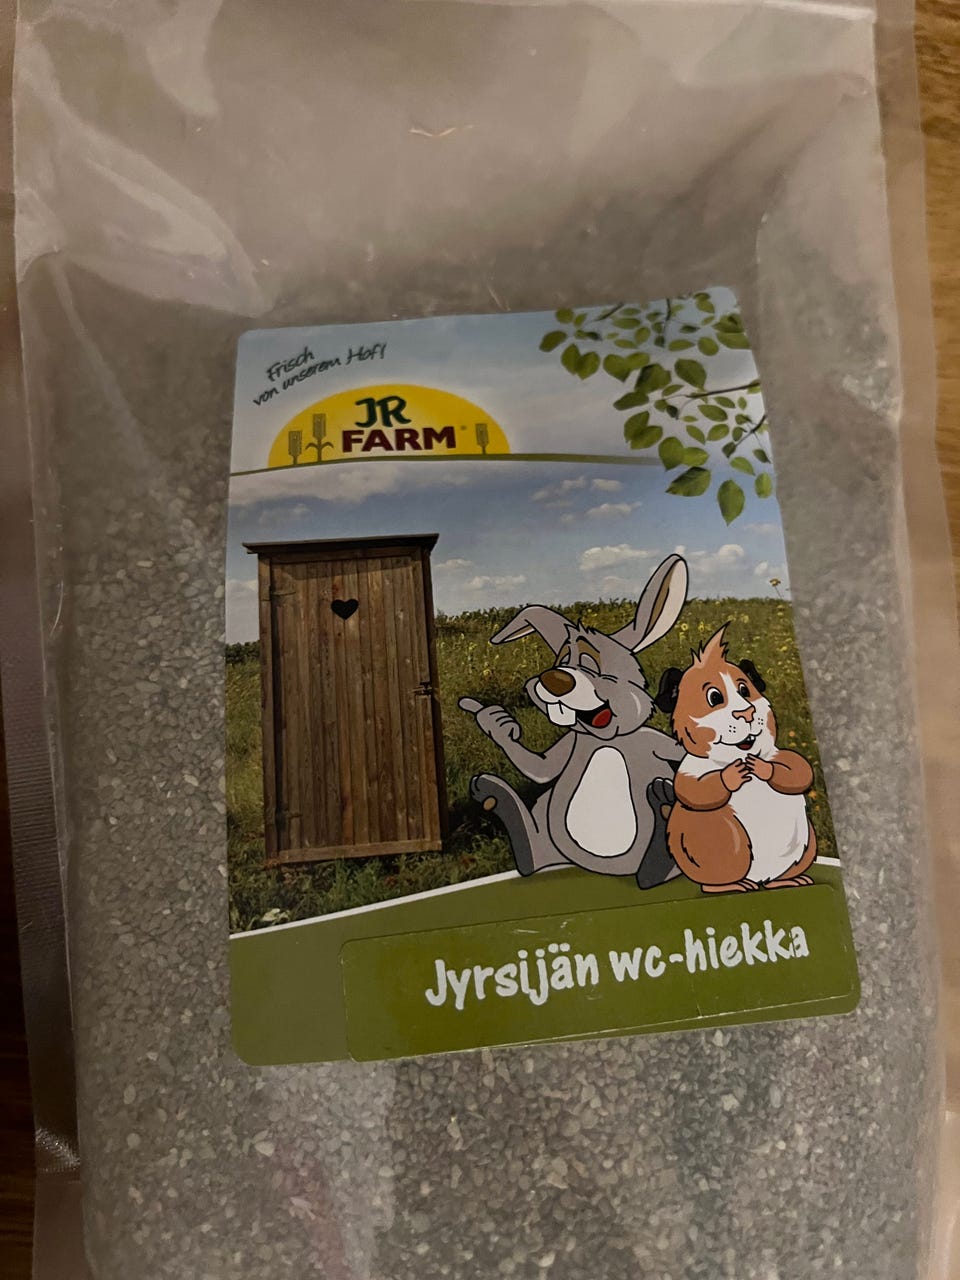 Frisch
von unserem Hof!
JR
FARM®
Jyrsijän wc-hiekka